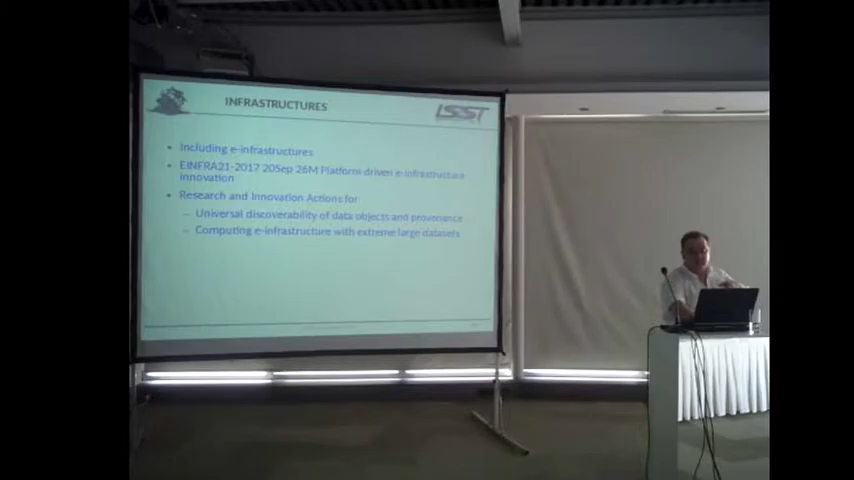 INFRASTRUCTURES
LSST
• Including e-infrastructures
• EINFRA21-2017 20Sep 26M Platform driven e-infrastructure
innovation
• Research and Innovation Actions for
– Universal discoverability of data objects and provenance
– Computing e-infrastructure with extreme large datasets